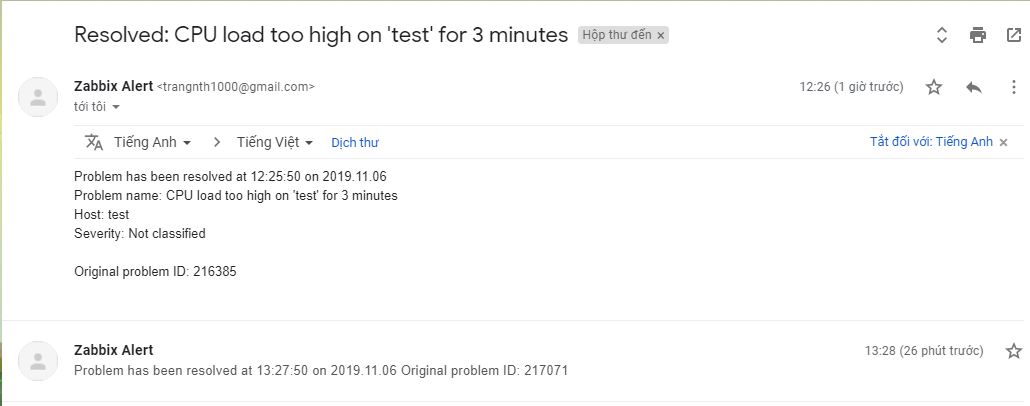 Resolved: CPU load too high on 'test' for 3 minutes Hộp thư đến ×
Zabbix Alert <trangnth1000@gmail.com> 12:26 (1 giờ trước)
tới tôi
Tiếng Anh > Tiếng Việt Dịch thư Tắt đối với: Tiếng Anh ×
Problem has been resolved at 12:25:50 on 2019.11.06
Problem name: CPU load too high on 'test' for 3 minutes
Host: test
Severity: Not classified
Original problem ID: 216385
Zabbix Alert 13:28 (26 phút trước)
Problem has been resolved at 13:27:50 on 2019.11.06 Original problem ID: 217071